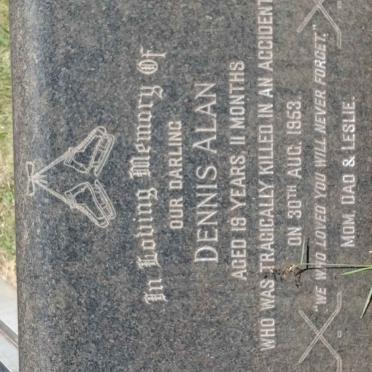 In Loving Memory Of
OUR DARLING
DENNIS ALAN
AGED 16 YEARS. 11 MONTHS
WHO WAS TRAGICALLY KILLED IN AN ACCIDENT
ON 30TH AUG. 1953.
"WE WHO LOVED YOU WILL NEVER FORGET."
MOM, DAD & LESLIE.